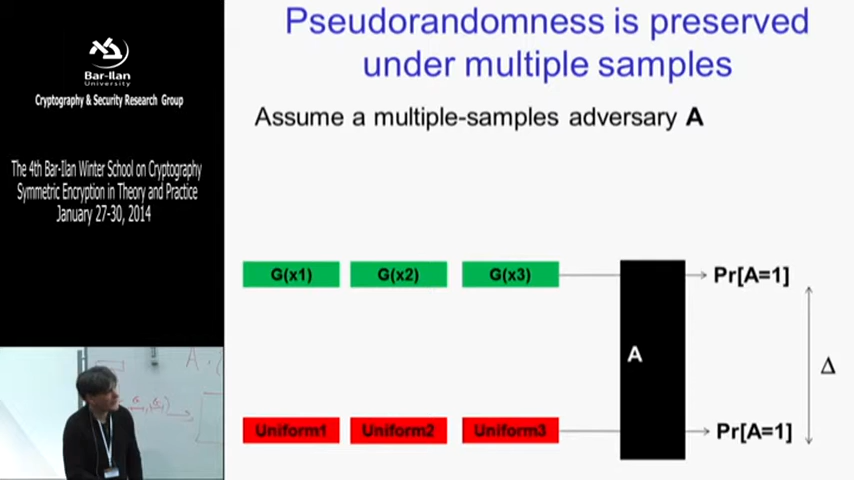 Bar-Ilan
University
Cryptography & Security Research Group
The 4th Bar-Ilan Winter School on Cryptography
Symmetric Encryption in Theory and Practice
January 27-30, 2014
Pseudorandomness is preserved
under multiple samples
Assume a multiple-samples adversary A
G(x1) G(x2) G(x3) Pr[A=1]
A
Δ
Uniform1 Uniform2 Uniform3 Pr[A=1]